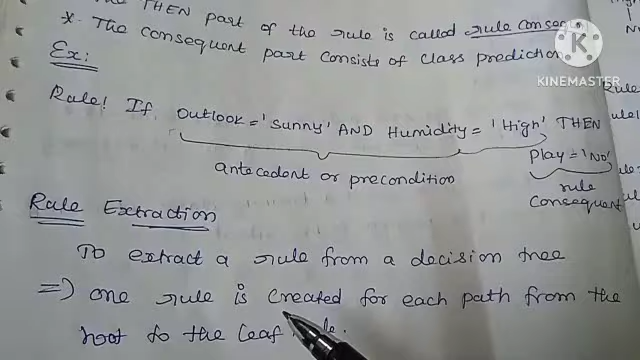 THEN part of the rule is called rule conseq
* The consequent part consists of class prediction
Ex:
KINEMASTER
Rule! If Outlook = 'Sunny' AND Humidity = 'High' THEN
Play = 'No'
antecedent or precondition
rule
consequent
Rule Extraction
To extract a rule from a decision tree
=> one rule is created for each path from the
root to the leaf